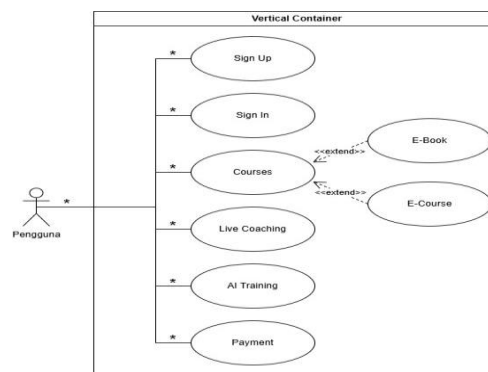 Vertical Container
*
Sign Up
*
Sign In
*
Courses
<<extend>>
E-Book
<<extend>>
E-Course
*
Pengguna
*
Live Coaching
*
AI Training
*
Payment